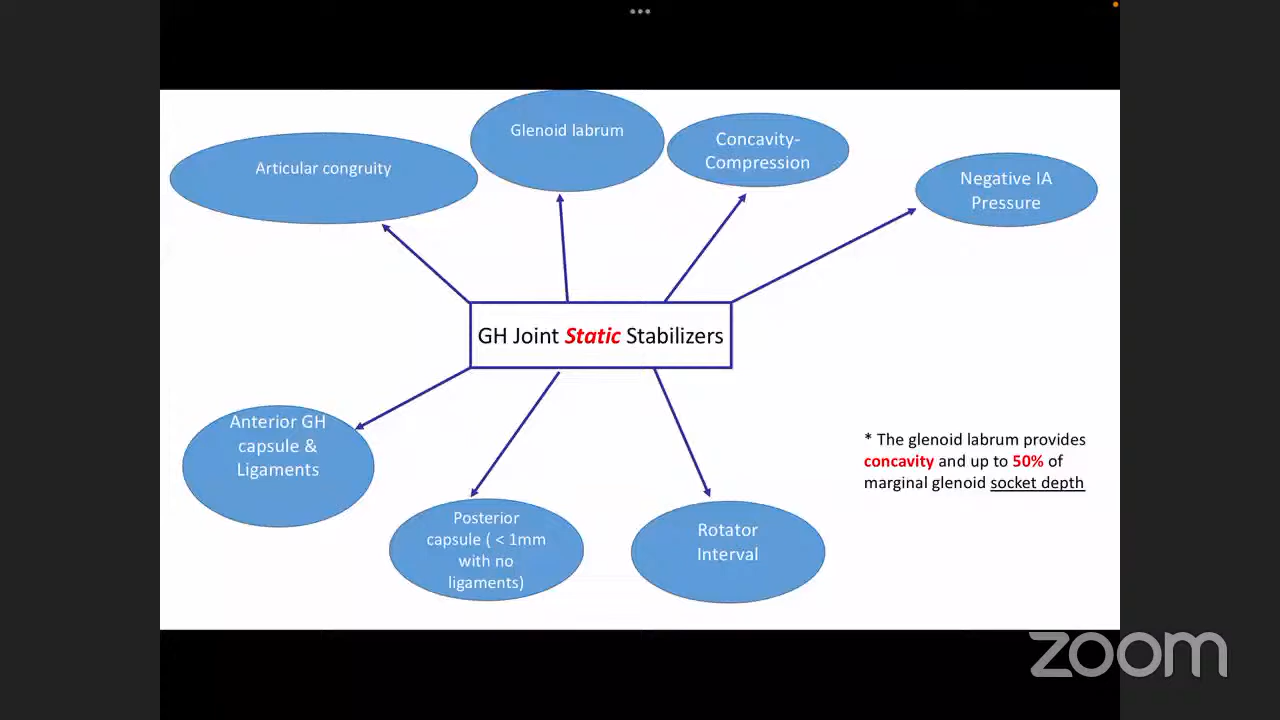 Glenoid labrum
Articular congruity
Concavity-
Compression
Negative IA
Pressure
GH Joint Static Stabilizers
Anterior GH
capsule &
Ligaments
Posterior
capsule ( < 1mm
with no
ligaments)
Rotator
Interval
* The glenoid labrum provides
concavity and up to 50% of
marginal glenoid socket depth
zoom